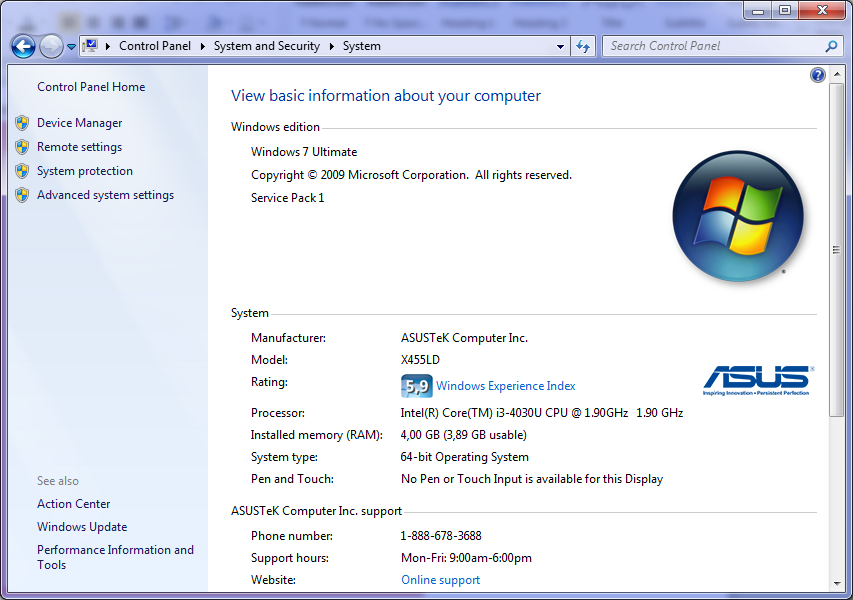 Control Panel
System and Security
System
Search Control Panel
Control Panel Home
Device Manager
Remote settings
System protection
Advanced system settings
See also
Action Center
Windows Update
Performance Information and
Tools
View basic information about your computer
Windows edition
Windows 7 Ultimate
Copyright © 2009 Microsoft Corporation. All rights reserved.
Service Pack 1
System
Manufacturer: ASUSTeK Computer Inc.
Model: X455LD
Rating: 5,9 Windows Experience Index
Processor: Intel(R) Core(TM) i3-4030U CPU @ 1.90GHz 1.90 GHz
Installed memory (RAM): 4,00 GB (3,89 GB usable)
System type: 64-bit Operating System
Pen and Touch: No Pen or Touch Input is available for this Display
ASUS
Inspiring Innovation • Persistent Perfection
ASUSTeK Computer Inc. support
Phone number: 1-888-678-3688
Support hours: Mon-Fri: 9:00am-6:00pm
Website: Online support